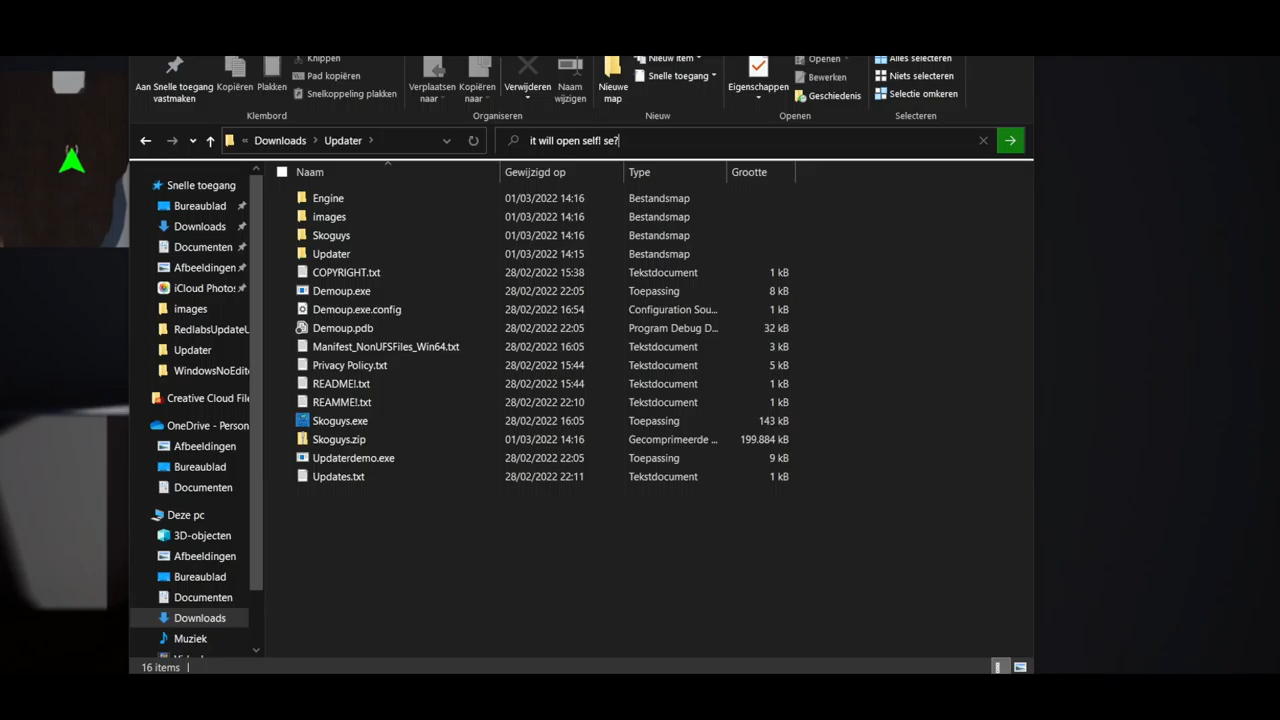 Knippen
Pad kopiëren
Snelkoppeling plakken
Aan Snelle toegang vastmaken
Kopiëren
Plakken
Klembord
Verplaatsen naar
Kopiëren naar
Verwijderen
Naam wijzigen
Organiseren
Nieuwe map
Nieuw item
Snelle toegang
Nieuw
Eigenschappen
Openen
Bewerken
Geschiedenis
Openen
Alles selecteren
Niets selecteren
Selectie omkeren
Selecteren
« Downloads > Updater >
it will open self! se?
Naam Gewijzigd op Type Grootte
Snelle toegang
Bureaublad
Downloads
Documenten
Afbeeldingen
iCloud Photos
images
RedlabsUpdateU
Updater
WindowsNoEdit
Creative Cloud File
OneDrive - Person
Afbeeldingen
Bureaublad
Documenten
Deze pc
3D-objecten
Afbeeldingen
Bureaublad
Documenten
Downloads
Muziek
Engine 01/03/2022 14:16 Bestandsmap
images 01/03/2022 14:16 Bestandsmap
Skoguys 01/03/2022 14:16 Bestandsmap
Updater 01/03/2022 14:15 Bestandsmap
COPYRIGHT.txt 28/02/2022 15:38 Tekstdocument 1 kB
Demoup.exe 28/02/2022 22:05 Toepassing 8 kB
Demoup.exe.config 28/02/2022 16:54 Configuration Sou... 1 kB
Demoup.pdb 28/02/2022 22:05 Program Debug D... 32 kB
Manifest_NonUFSFiles_Win64.txt 28/02/2022 16:05 Tekstdocument 3 kB
Privacy Policy.txt 28/02/2022 15:44 Tekstdocument 5 kB
README!.txt 28/02/2022 15:44 Tekstdocument 1 kB
REAMME!.txt 28/02/2022 22:10 Tekstdocument 1 kB
Skoguys.exe 28/02/2022 16:05 Toepassing 143 kB
Skoguys.zip 01/03/2022 14:16 Gecomprimeerde ... 199.884 kB
Updaterdemo.exe 28/02/2022 22:05 Toepassing 9 kB
Updates.txt 28/02/2022 22:11 Tekstdocument 1 kB
16 items